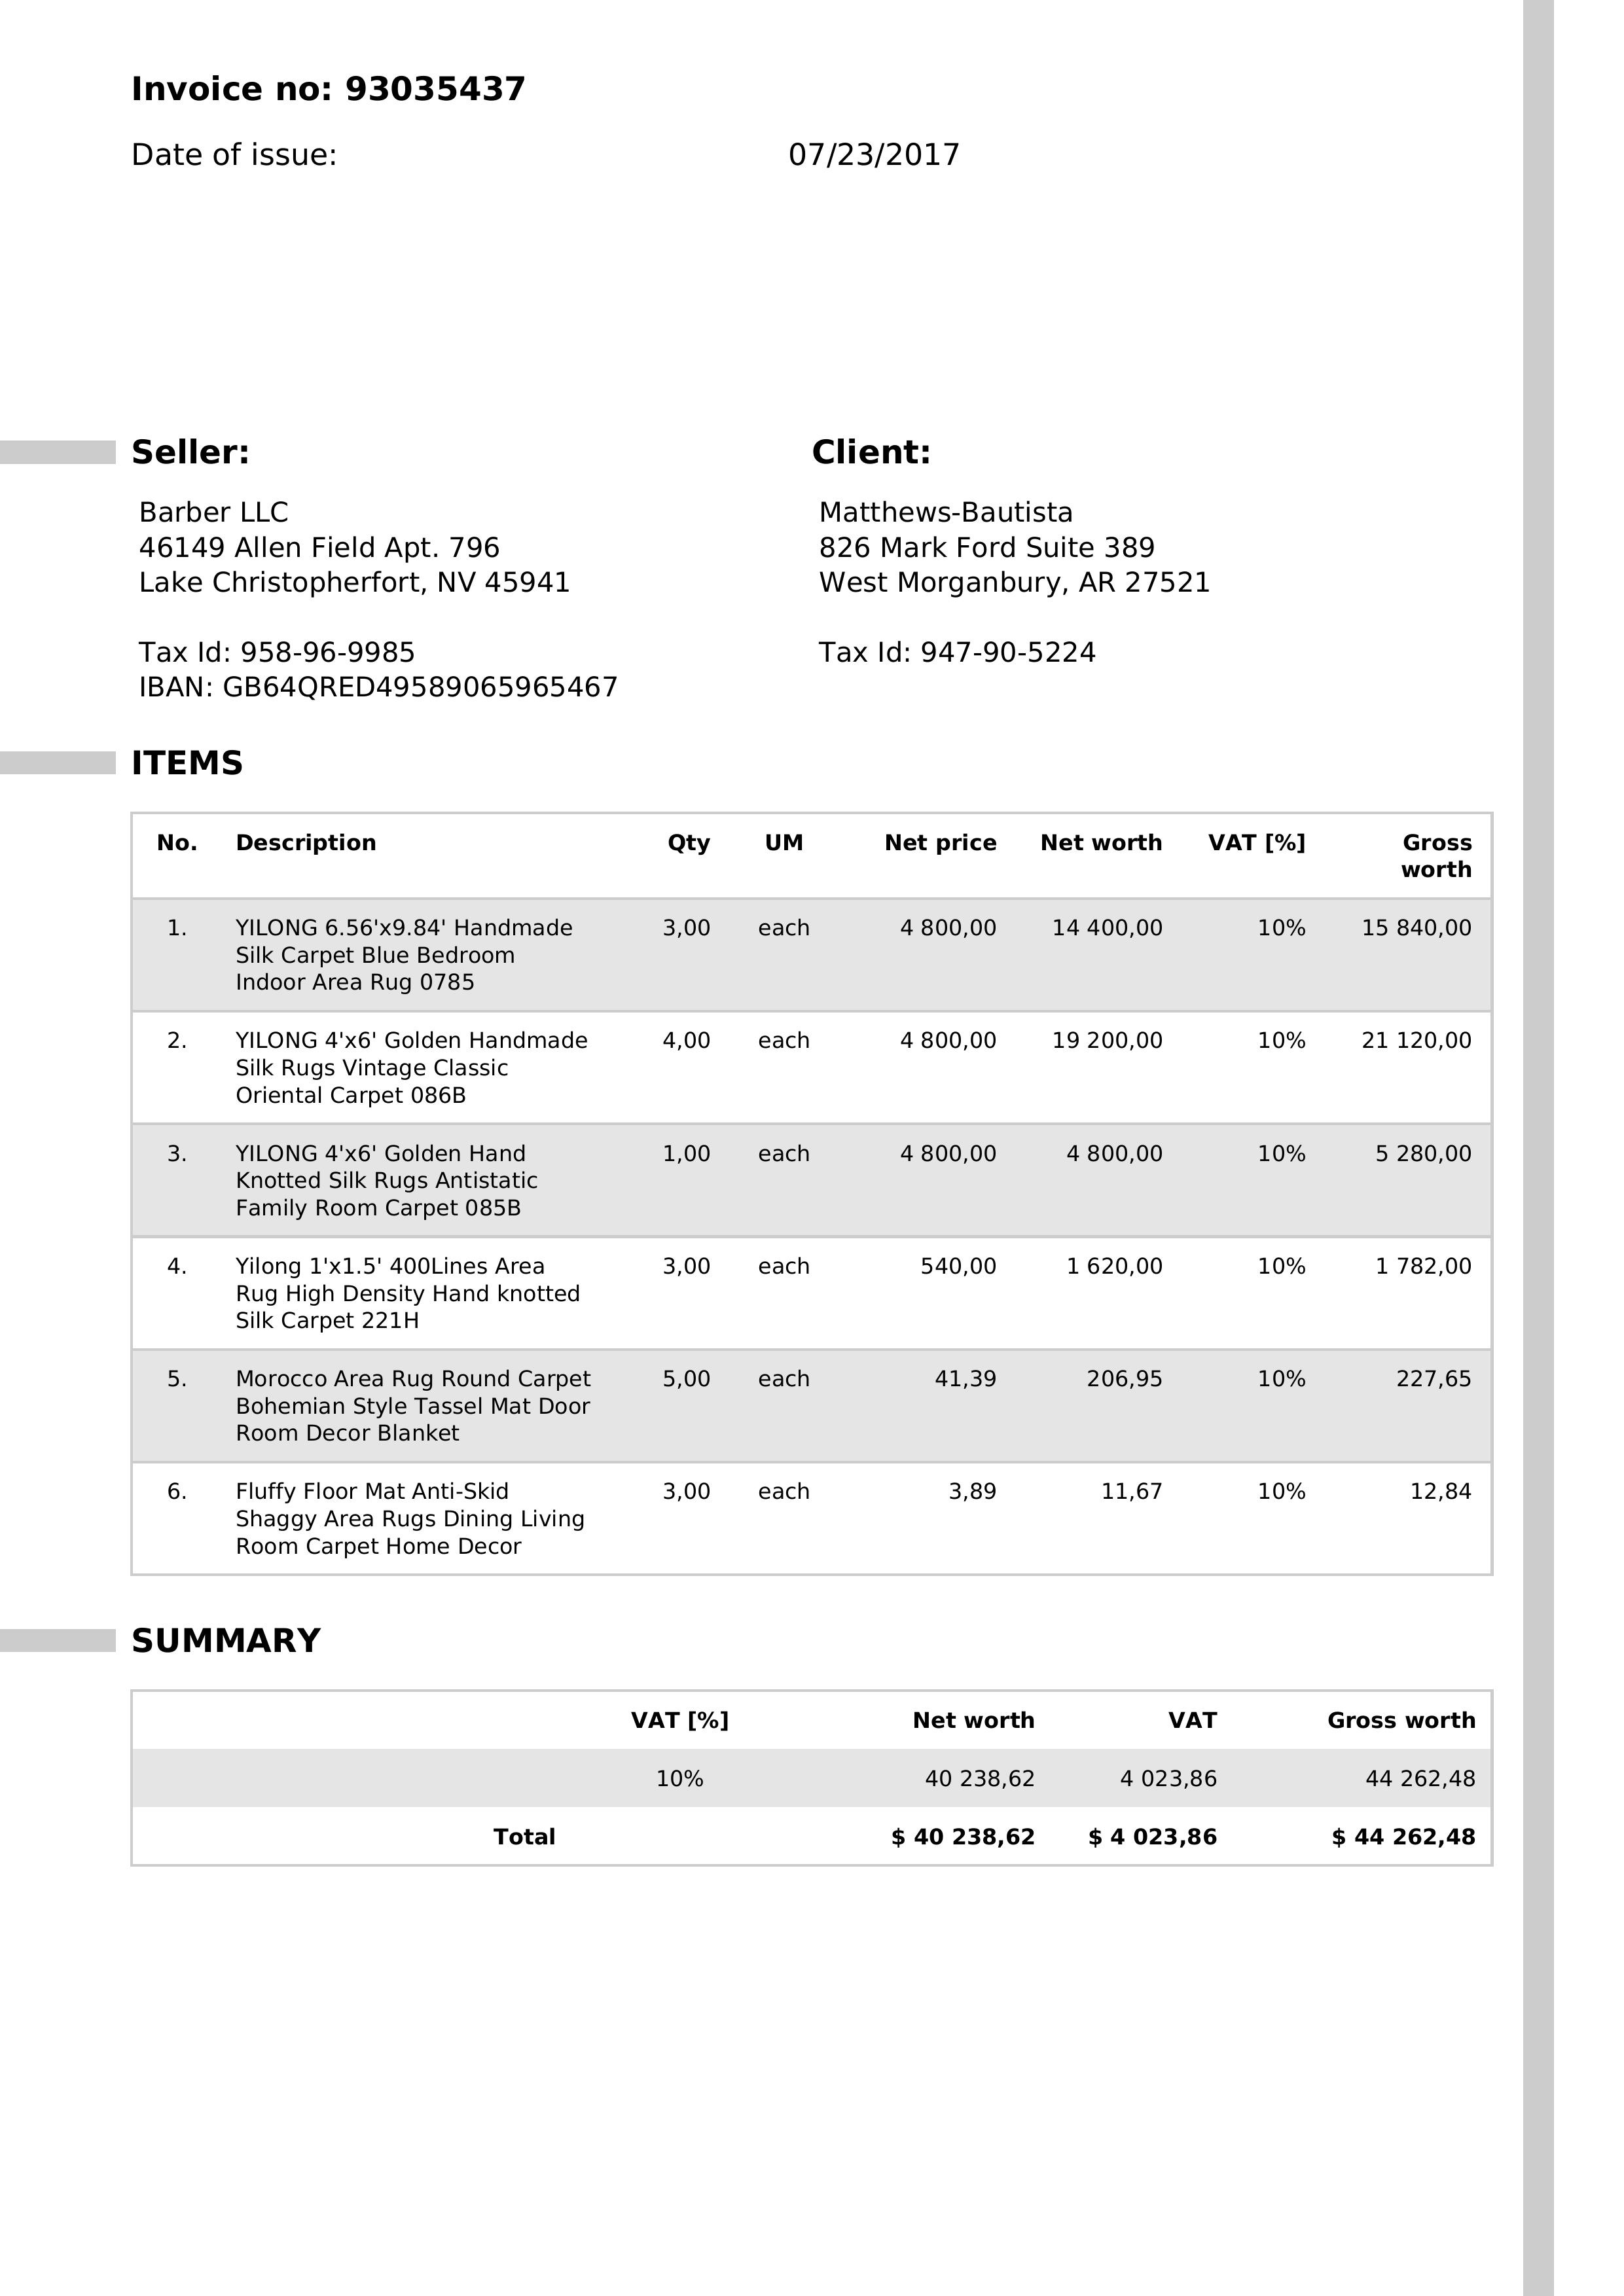 Invoice no: 93035437
Date of issue: 07/23/2017
Seller: Client:
Barber LLC Matthews-Bautista
46149 Allen Field Apt. 796 826 Mark Ford Suite 389
Lake Christopherfort, NV 45941 West Morganbury, AR 27521
Tax Id: 958-96-9985 Tax Id: 947-90-5224
IBAN: GB64QRED49589065965467
ITEMS
No. Description Qty UM Net price Net worth VAT [%] Gross
worth
1. YILONG 6.56'x9.84' Handmade 3,00 each 4 800,00 14 400,00 10% 15 840,00
Silk Carpet Blue Bedroom
Indoor Area Rug 0785
2. YILONG 4'x6' Golden Handmade 4,00 each 4 800,00 19 200,00 10% 21 120,00
Silk Rugs Vintage Classic
Oriental Carpet 086B
3. YILONG 4'x6' Golden Hand 1,00 each 4 800,00 4 800,00 10% 5 280,00
Knotted Silk Rugs Antistatic
Family Room Carpet 085B
4. Yilong 1'x1.5' 400Lines Area 3,00 each 540,00 1 620,00 10% 1 782,00
Rug High Density Hand knotted
Silk Carpet 221H
5. Morocco Area Rug Round Carpet 5,00 each 41,39 206,95 10% 227,65
Bohemian Style Tassel Mat Door
Room Decor Blanket
6. Fluffy Floor Mat Anti-Skid 3,00 each 3,89 11,67 10% 12,84
Shaggy Area Rugs Dining Living
Room Carpet Home Decor
SUMMARY
VAT [%] Net worth VAT Gross worth
10% 40 238,62 4 023,86 44 262,48
Total $ 40 238,62 $ 4 023,86 $ 44 262,48